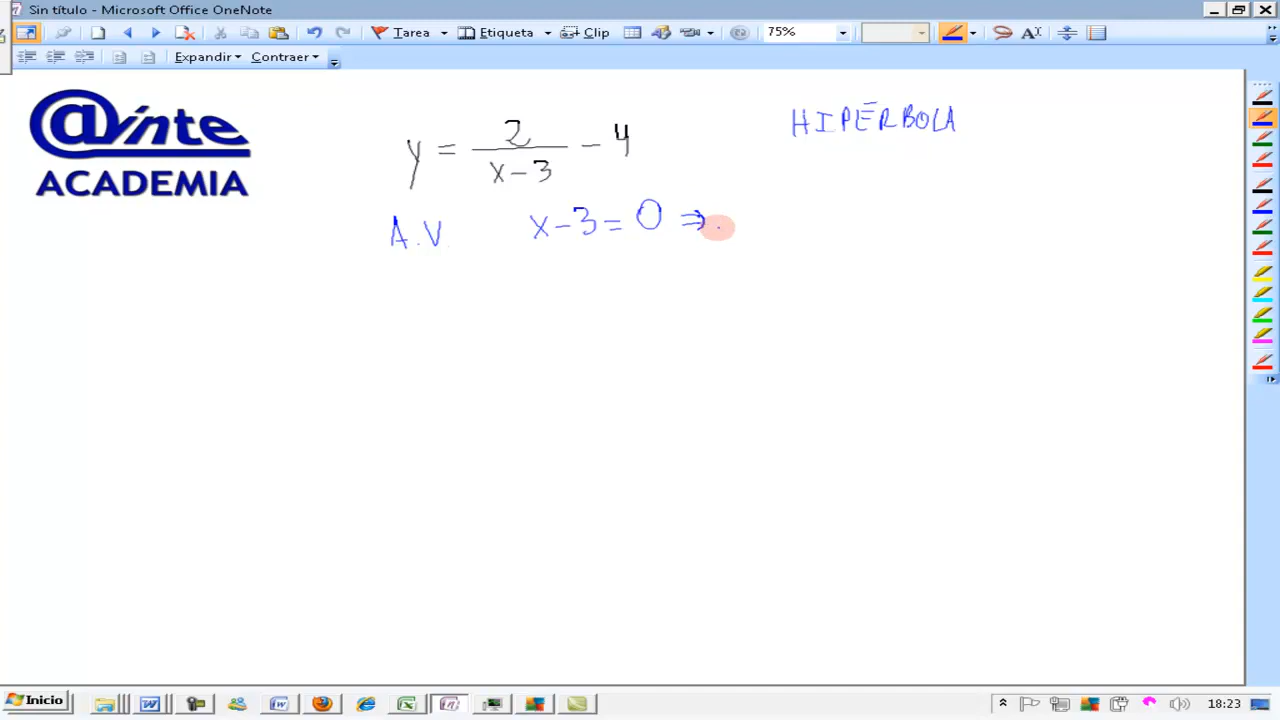 Sin título - Microsoft Office OneNote
Tarea Etiqueta Clip 75%
Expandir Contraer
@inte
ACADEMIA
HIPÉRBOLA
y = 2/(x-3) - 4
A.V. x-3=0 ⇒
Inicio 18:23